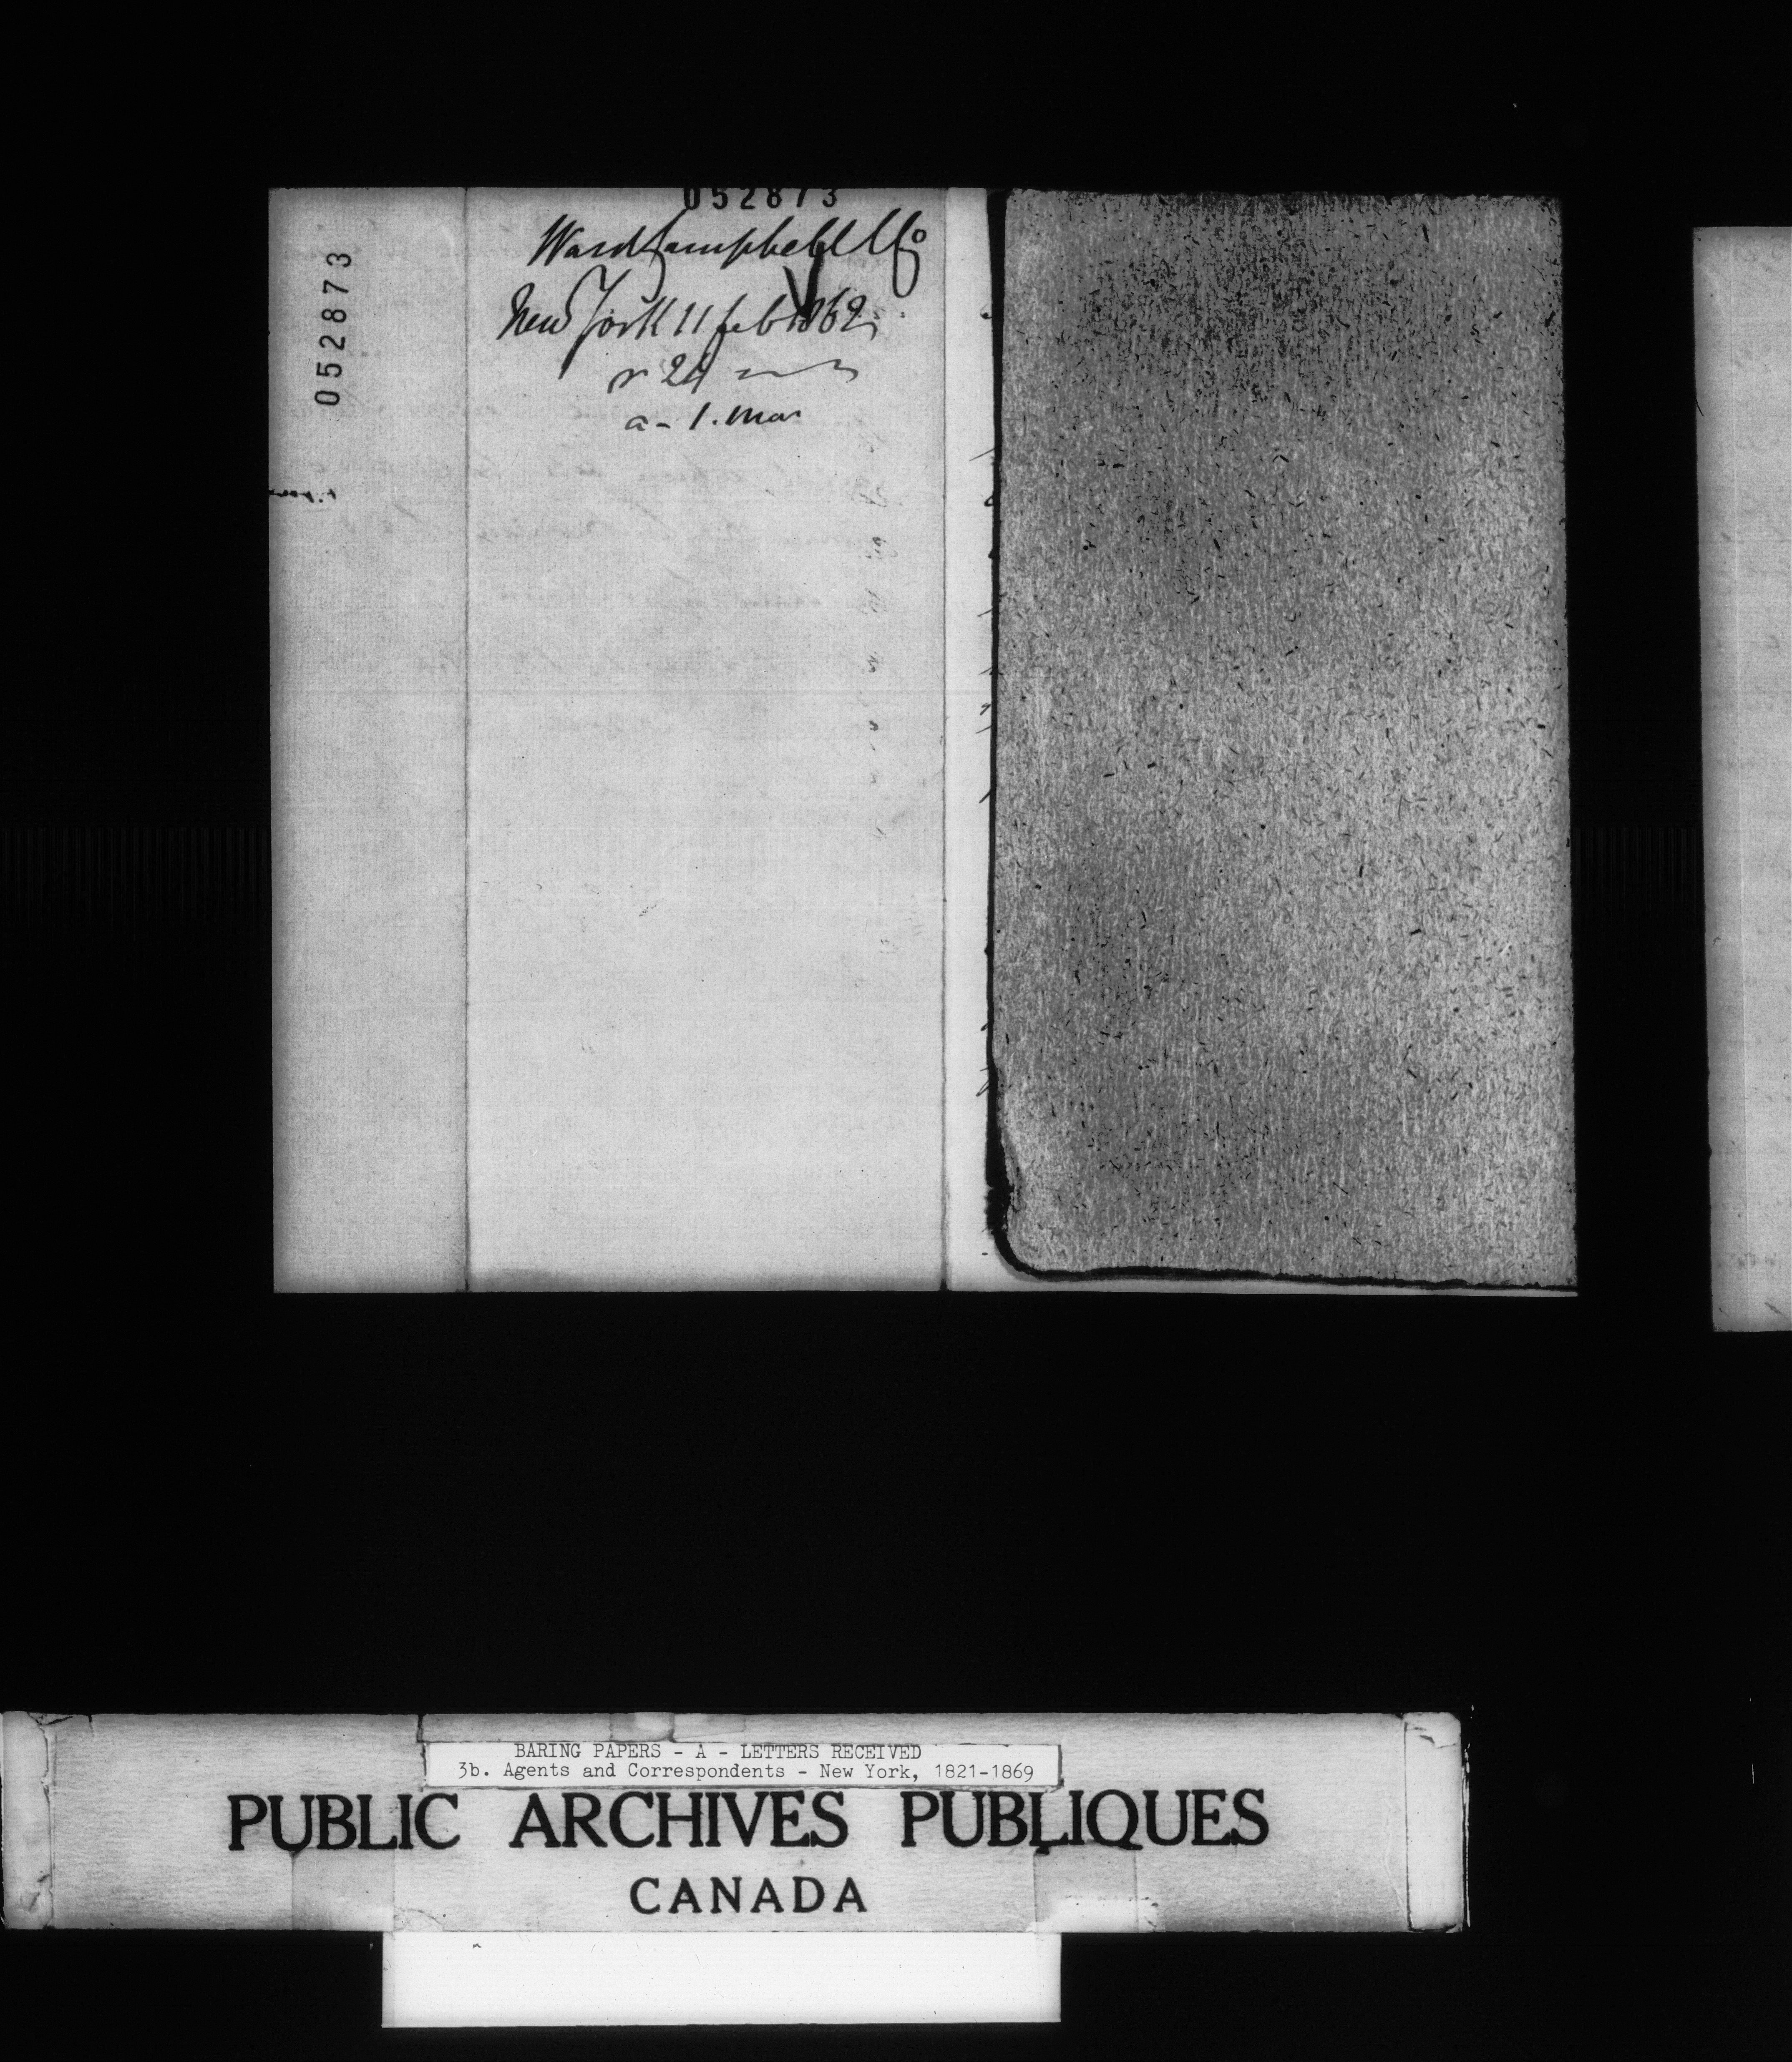 052873
052873
Ward Campbell & Co
New York 11 feb 1862
r 24
a - 1. Mar
BARING PAPERS - A - LETTERS RECEIVED
3b. Agents and Correspondents - New York, 1821-1869
PUBLIC ARCHIVES PUBLIQUES
CANADA